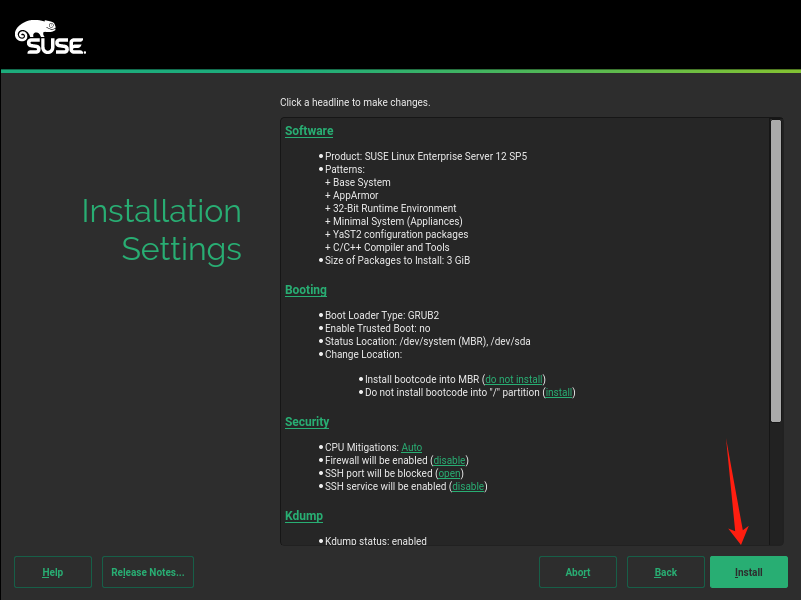 SUSE.
Click a headline to make changes.
Installation
Settings
Software
• Product: SUSE Linux Enterprise Server 12 SP5
• Patterns:
+ Base System
+ AppArmor
+ 32-Bit Runtime Environment
+ Minimal System (Appliances)
+ YaST2 configuration packages
+ C/C++ Compiler and Tools
• Size of Packages to Install: 3 GiB
Booting
• Boot Loader Type: GRUB2
• Enable Trusted Boot: no
• Status Location: /dev/system (MBR), /dev/sda
• Change Location:
• Install bootcode into MBR (do not install)
• Do not install bootcode into "/" partition (install)
Security
• CPU Mitigations: Auto
• Firewall will be enabled (disable)
• SSH port will be blocked (open)
• SSH service will be enabled (disable)
Kdump
• Kdump status: enabled
Help Release Notes... Abort Back Install